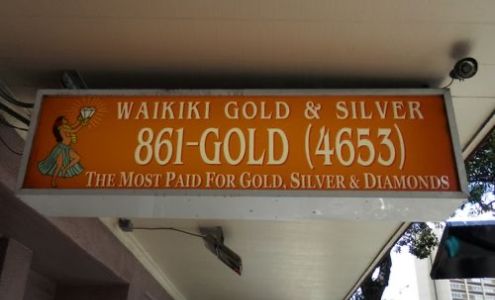 WAIKIKI GOLD & SILVER
861-GOLD (4653)
THE MOST PAID FOR GOLD, SILVER & DIAMONDS